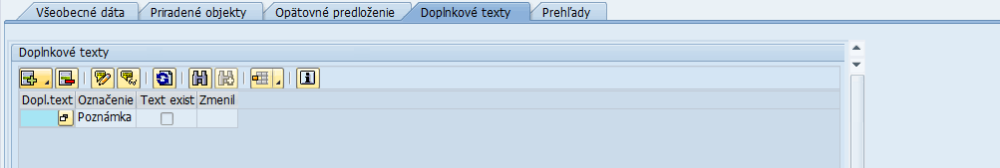 Všeobecné dáta Priradené objekty Opätovné predloženie Doplnkové texty Prehľady
Doplnkové texty
Dopl.text Označenie Text exist Zmenil
Poznámka